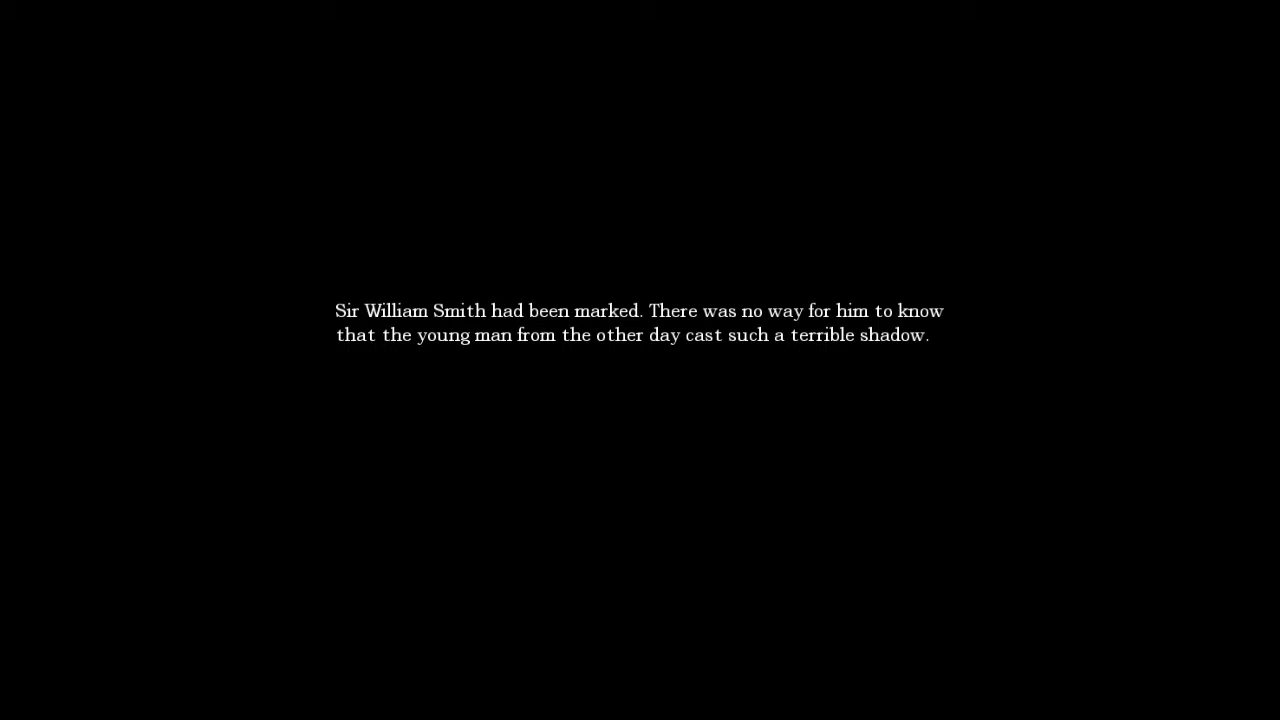 Sir William Smith had been marked. There was no way for him to know
that the young man from the other day cast such a terrible shadow.